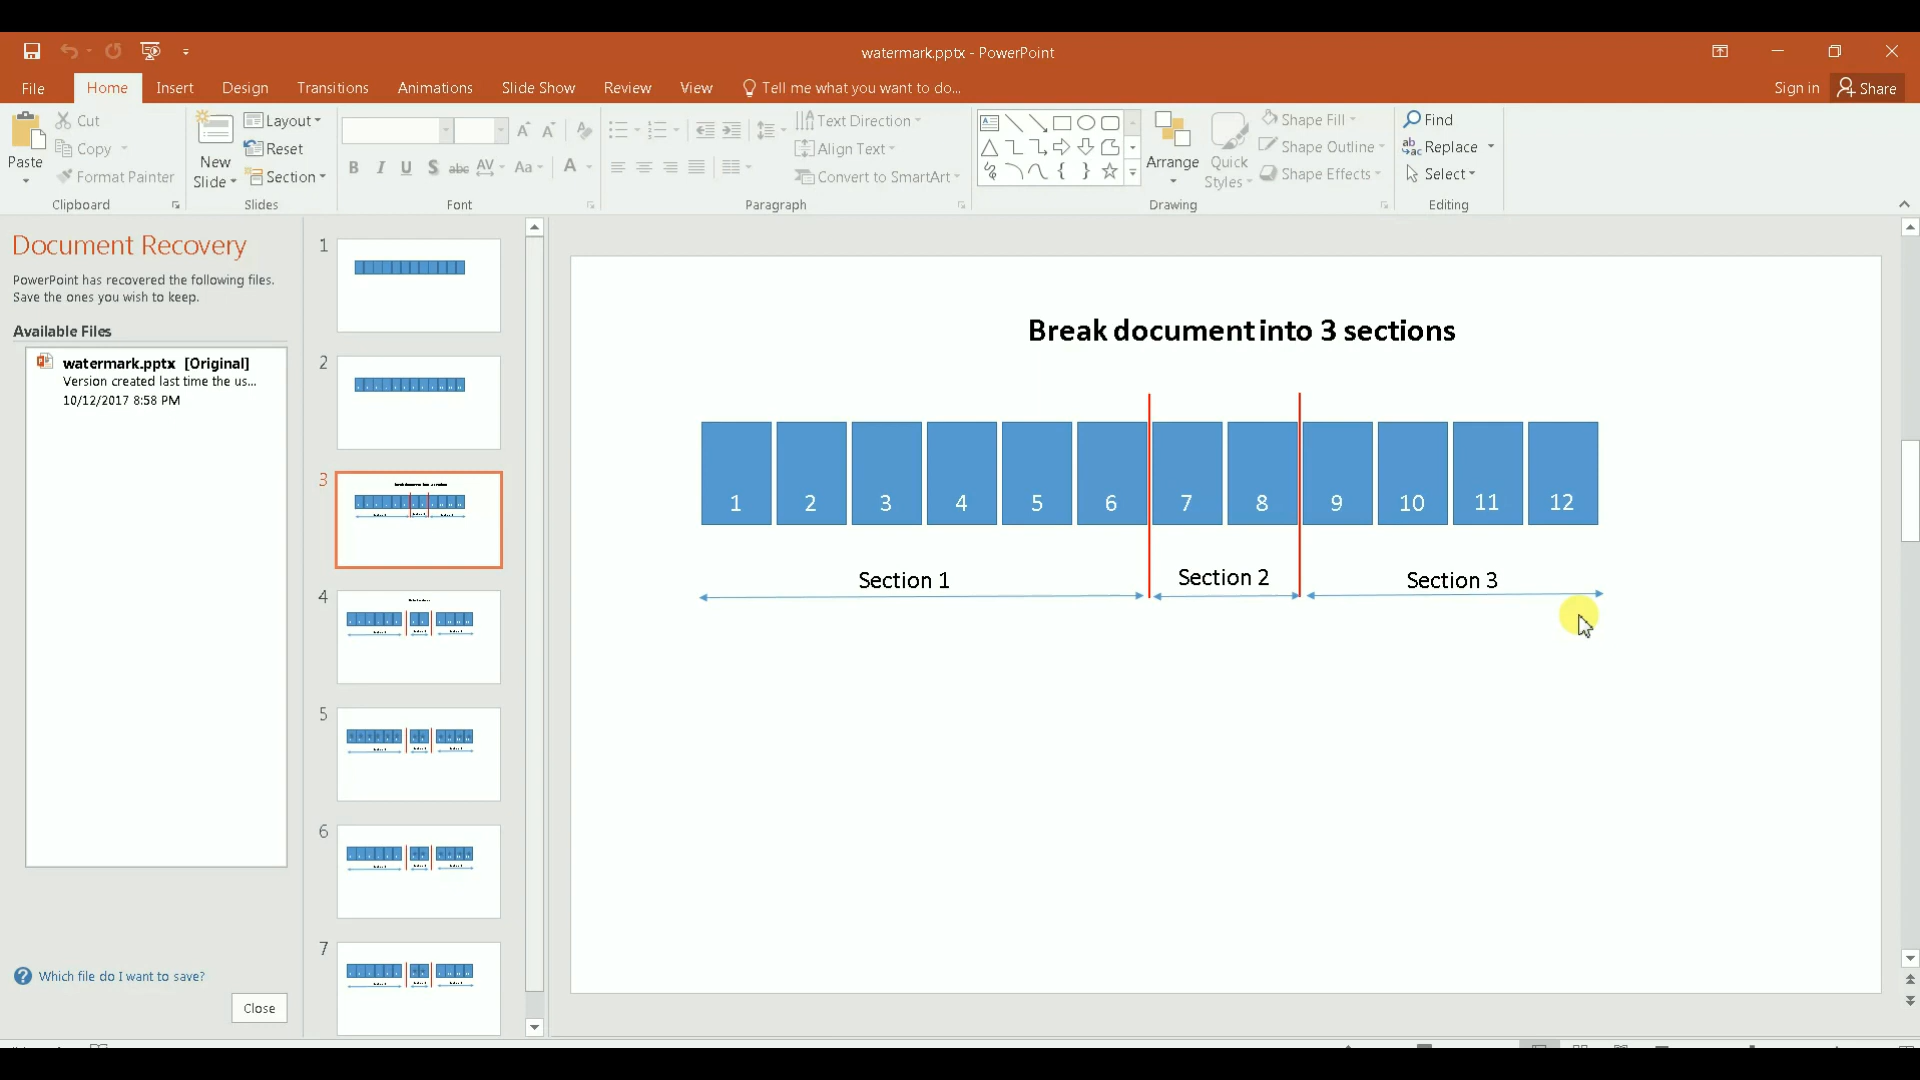 watermark.pptx - PowerPoint
File Home Insert Design Transitions Animations Slide Show Review View Tell me what you want to do... Sign in Share
Paste
Cut
Copy
Format Painter
Clipboard
New Slide
Layout
Reset
Section
Slides
B I U S abc AV Aa A
Font
Text Direction
Align Text
Convert to SmartArt
Paragraph
Arrange
Quick Styles
Shape Fill
Shape Outline
Shape Effects
Drawing
Find
Replace
Select
Editing
Document Recovery
PowerPoint has recovered the following files.
Save the ones you wish to keep.
Available Files
watermark.pptx [Original]
Version created last time the us...
10/12/2017 8:58 PM
Which file do I want to save?
Close
1
2
3
4
5
6
7
Break document into 3 sections
1 2 3 4 5 6 7 8 9 10 11 12
Section 1 Section 2 Section 3